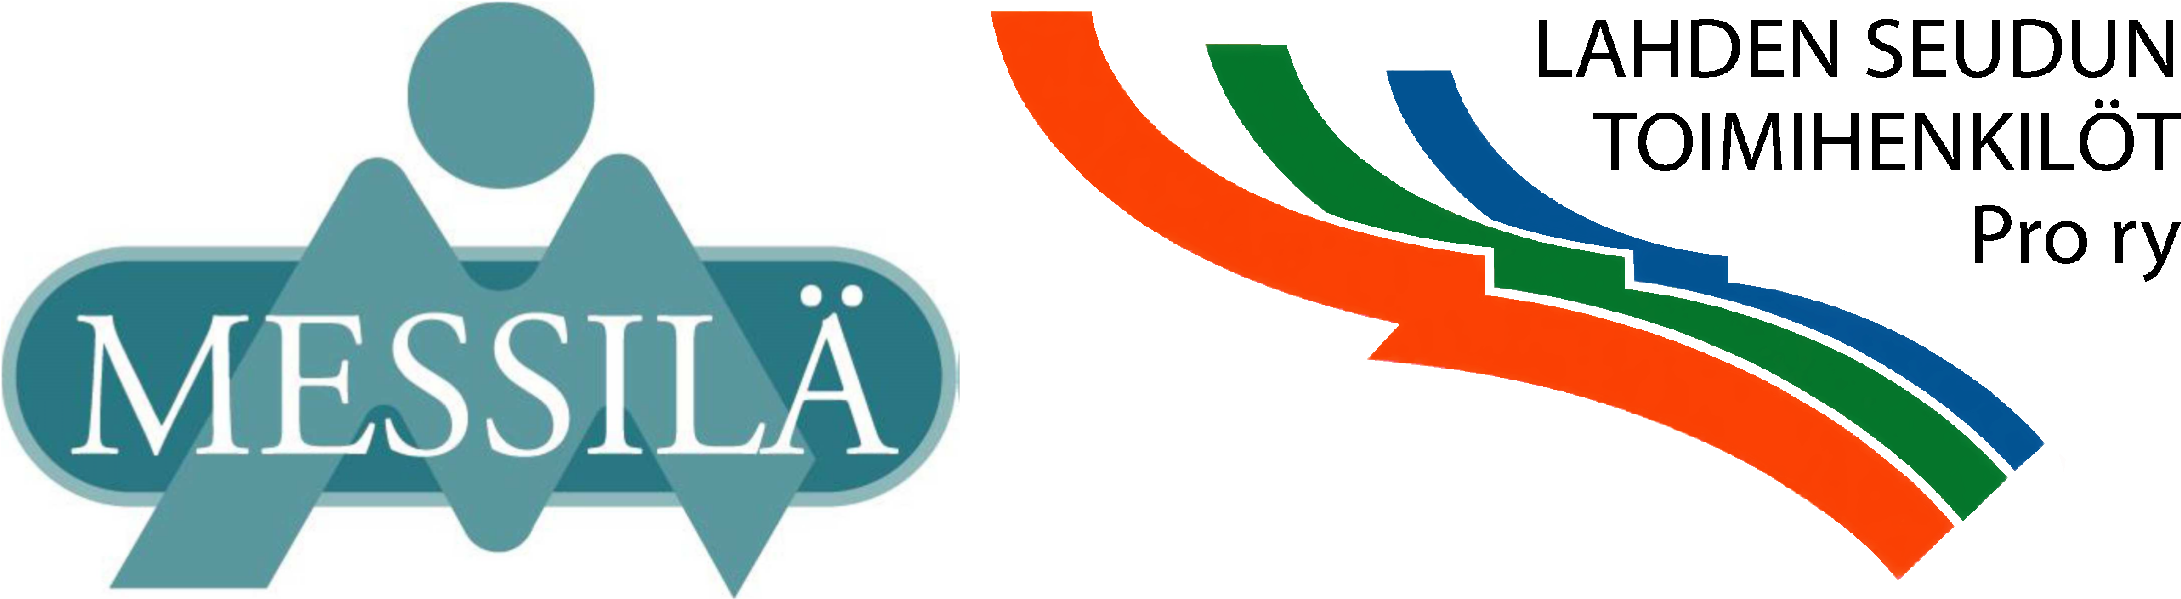 MESSILÄ
LAHDEN SEUDUN
TOIMIHENKILÖT
Pro ry